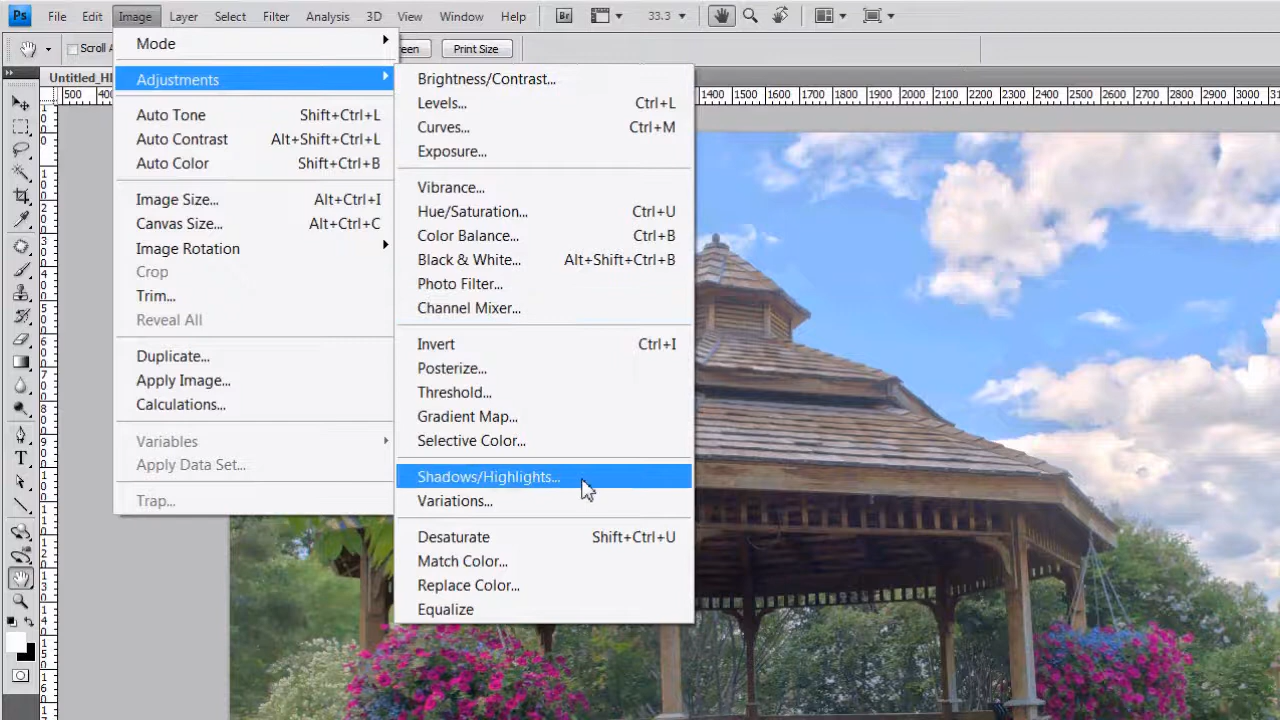 Ps File Edit Image Layer Select Filter Analysis 3D View Window Help Br 33.3
Scroll een Print Size
Untitled_H
500 400 1400 1500 1600 1700 1800 1900 2000 2100 2200 2300 2400 2500 2600 2700 2800 2900 3000
Mode
Adjustments
Auto Tone Shift+Ctrl+L
Auto Contrast Alt+Shift+Ctrl+L
Auto Color Shift+Ctrl+B
Image Size... Alt+Ctrl+I
Canvas Size... Alt+Ctrl+C
Image Rotation
Crop
Trim...
Reveal All
Duplicate...
Apply Image...
Calculations...
Variables
Apply Data Set...
Trap...
Brightness/Contrast...
Levels... Ctrl+L
Curves... Ctrl+M
Exposure...
Vibrance...
Hue/Saturation... Ctrl+U
Color Balance... Ctrl+B
Black & White... Alt+Shift+Ctrl+B
Photo Filter...
Channel Mixer...
Invert Ctrl+I
Posterize...
Threshold...
Gradient Map...
Selective Color...
Shadows/Highlights...
Variations...
Desaturate Shift+Ctrl+U
Match Color...
Replace Color...
Equalize